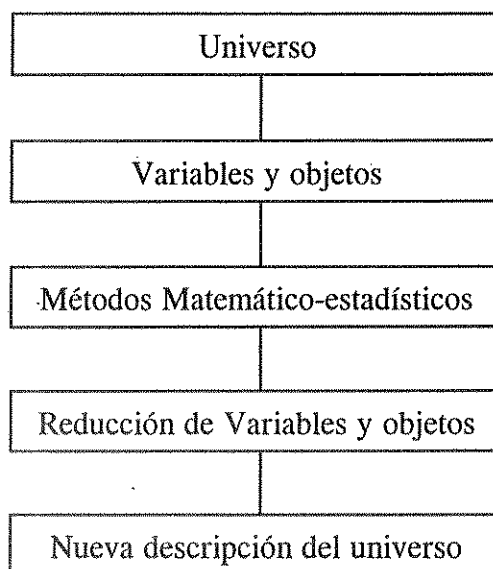 Universo
Variables y objetos
Métodos Matemático-estadísticos
Reducción de Variables y objetos
Nueva descripción del universo